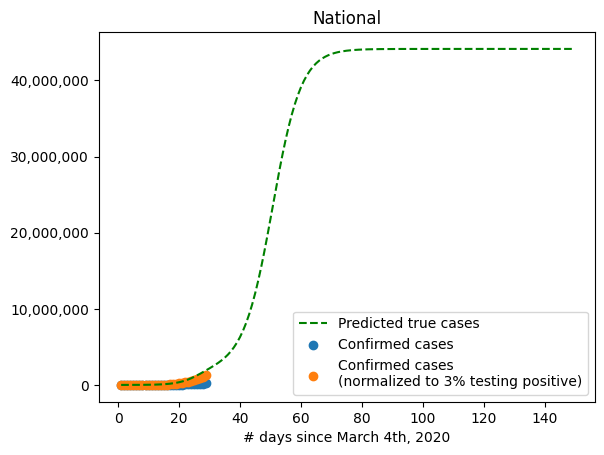 National
40,000,000
30,000,000
20,000,000
10,000,000
0
Predicted true cases
Confirmed cases
Confirmed cases
(normalized to 3% testing positive)
0 20 40 60 80 100 120 140
# days since March 4th, 2020